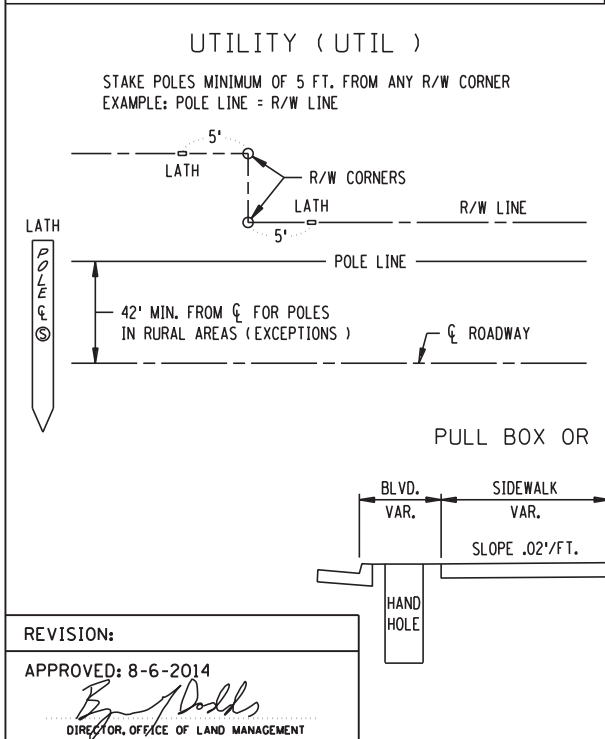 UTILITY ( UTIL )
STAKE POLES MINIMUM OF 5 FT. FROM ANY R/W CORNER
EXAMPLE: POLE LINE = R/W LINE
5'
LATH
R/W CORNERS
LATH
R/W LINE
5'
LATH
POLE ℄ Ⓢ
POLE LINE
42' MIN. FROM ℄ FOR POLES
IN RURAL AREAS (EXCEPTIONS )
℄ ROADWAY
PULL BOX OR
BLVD.
VAR.
SIDEWALK
VAR.
SLOPE .02'/FT.
HAND
HOLE
REVISION:
APPROVED: 8-6-2014
DIRECTOR, OFFICE OF LAND MANAGEMENT